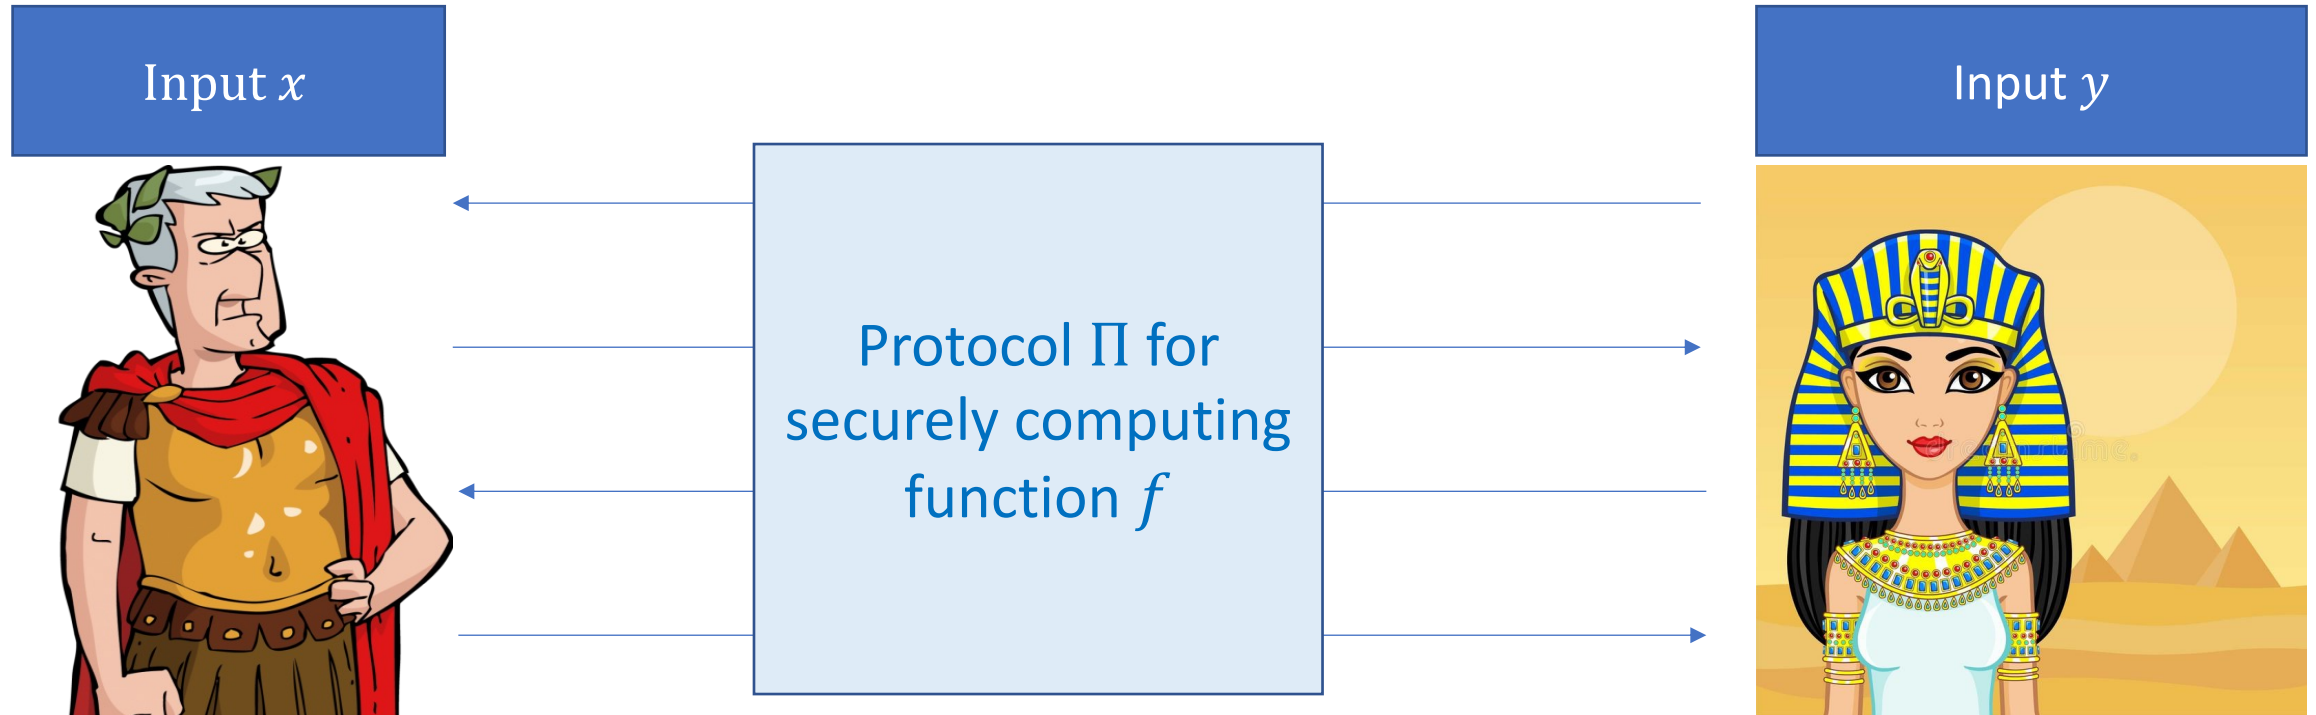 Input x
Input y
Protocol Π for
securely computing
function f